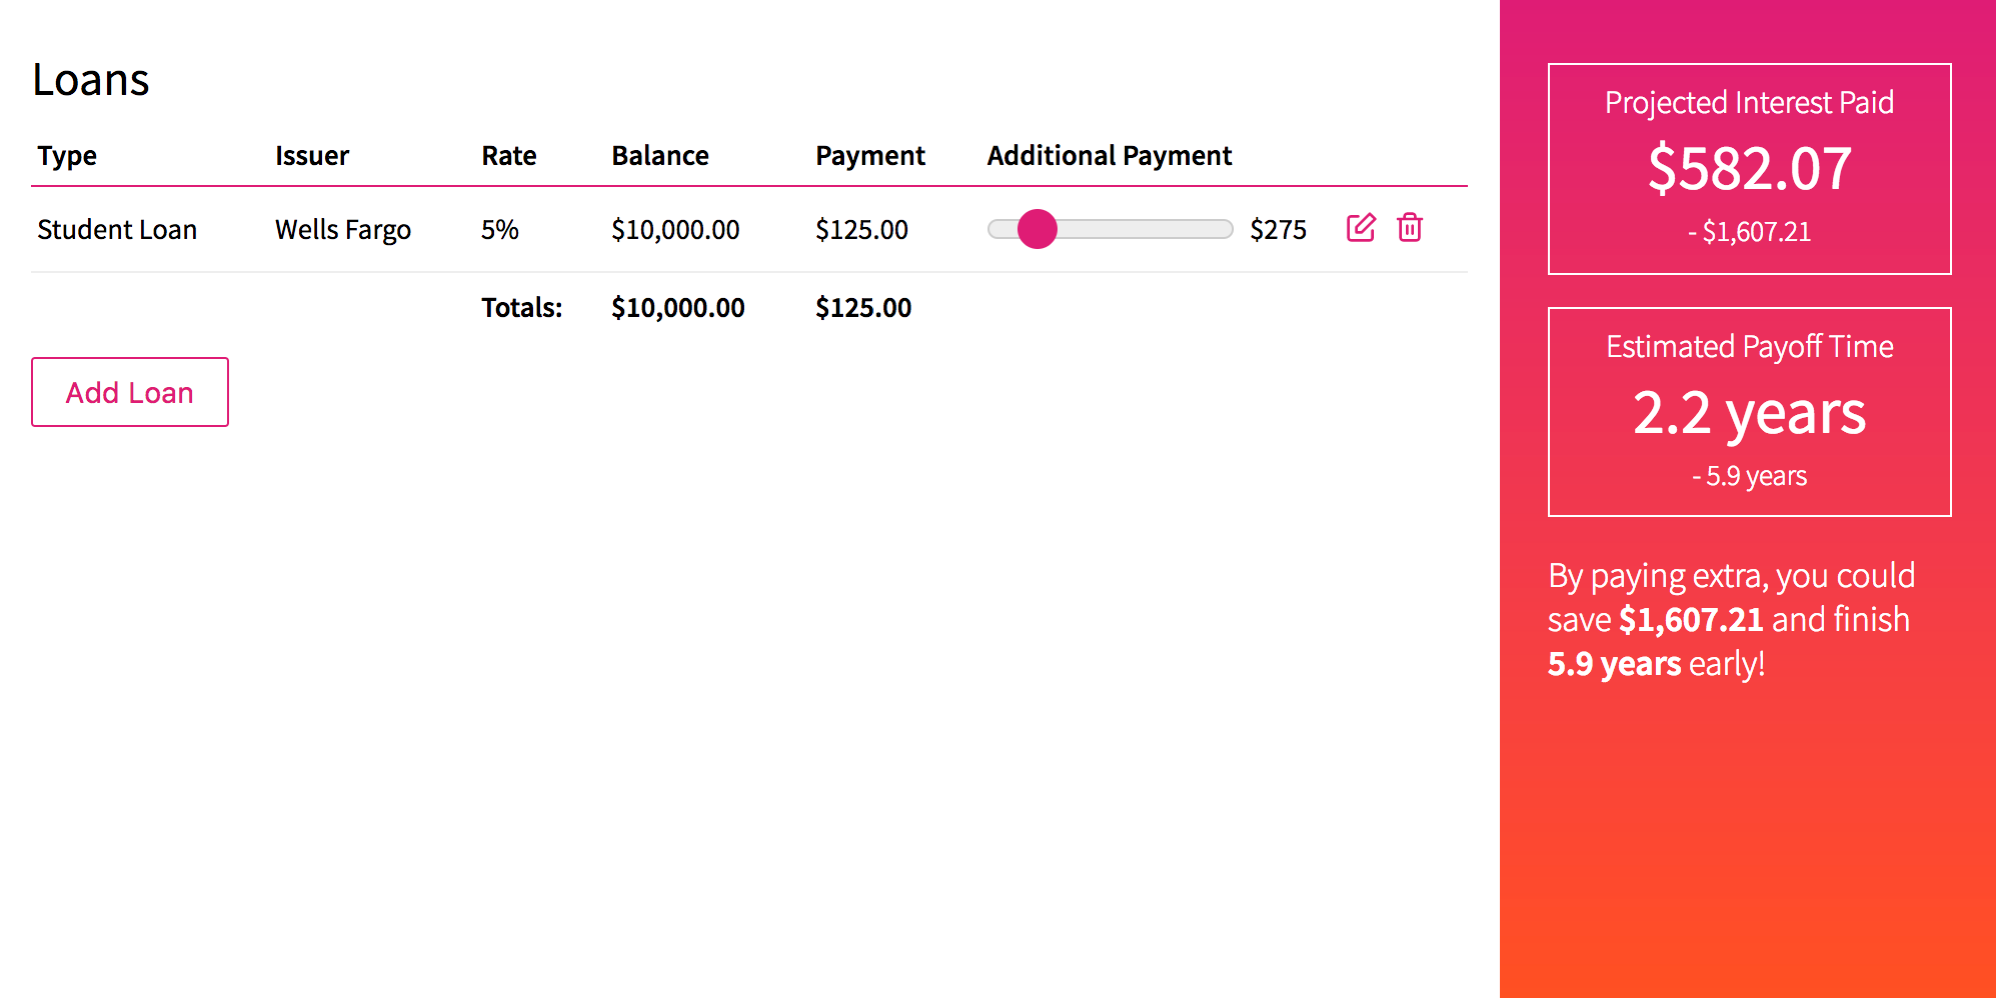 Loans
Type Issuer Rate Balance Payment Additional Payment
Student Loan Wells Fargo 5% $10,000.00 $125.00 $275
Totals: $10,000.00 $125.00
Add Loan
Projected Interest Paid
$582.07
- $1,607.21
Estimated Payoff Time
2.2 years
- 5.9 years
By paying extra, you could
save $1,607.21 and finish
5.9 years early!